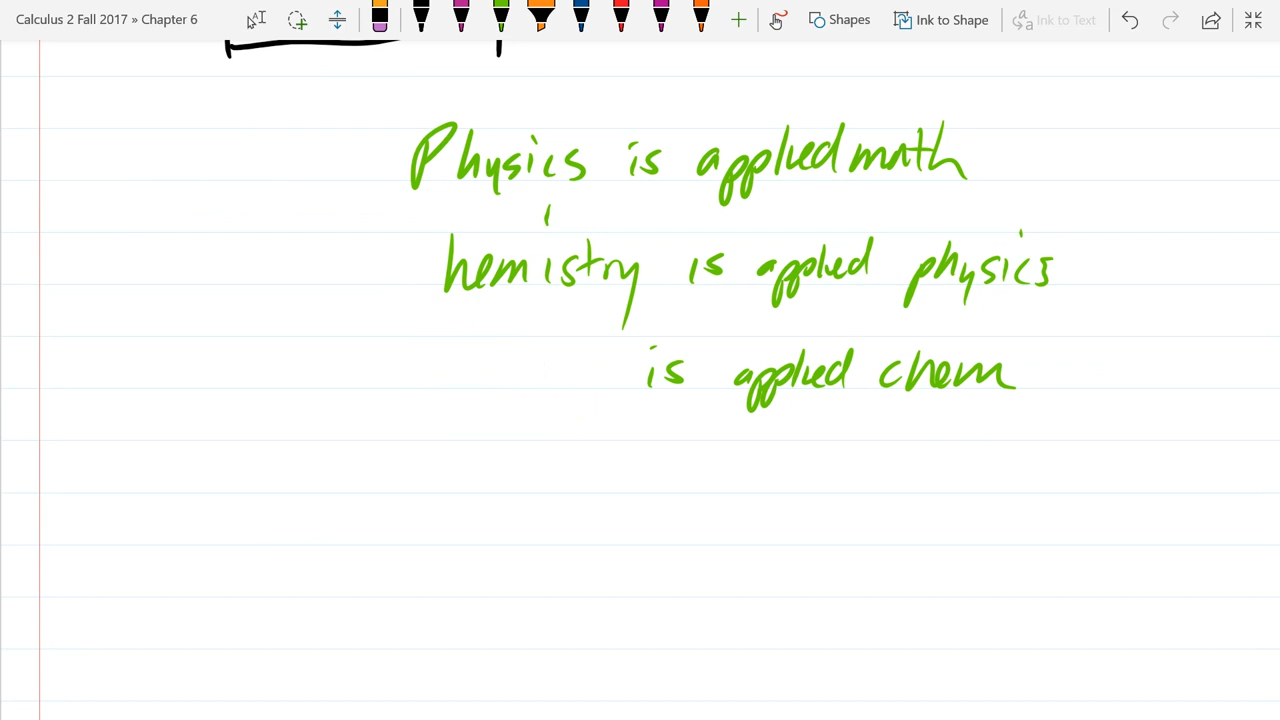 Calculus 2 Fall 2017 » Chapter 6
Shapes
Ink to Shape
Ink to Text
Physics is applied math
hemistry is applied physics
is applied chem